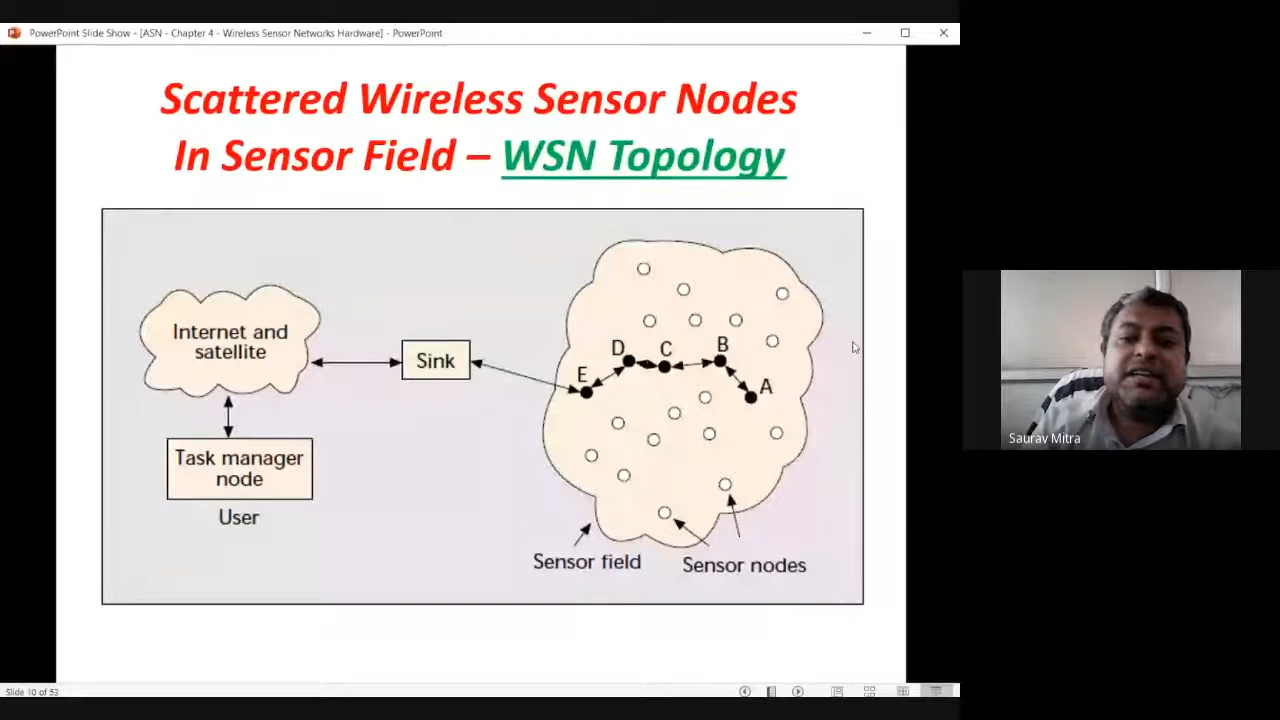 PowerPoint Slide Show - [ASN - Chapter 4 - Wireless Sensor Networks Hardware] - PowerPoint
Scattered Wireless Sensor Nodes
In Sensor Field – WSN Topology
Internet and
satellite
Sink
Task manager
node
User
D
C
B
E
A
Sensor field
Sensor nodes
Saurav Mitra
Slide 10 of 53